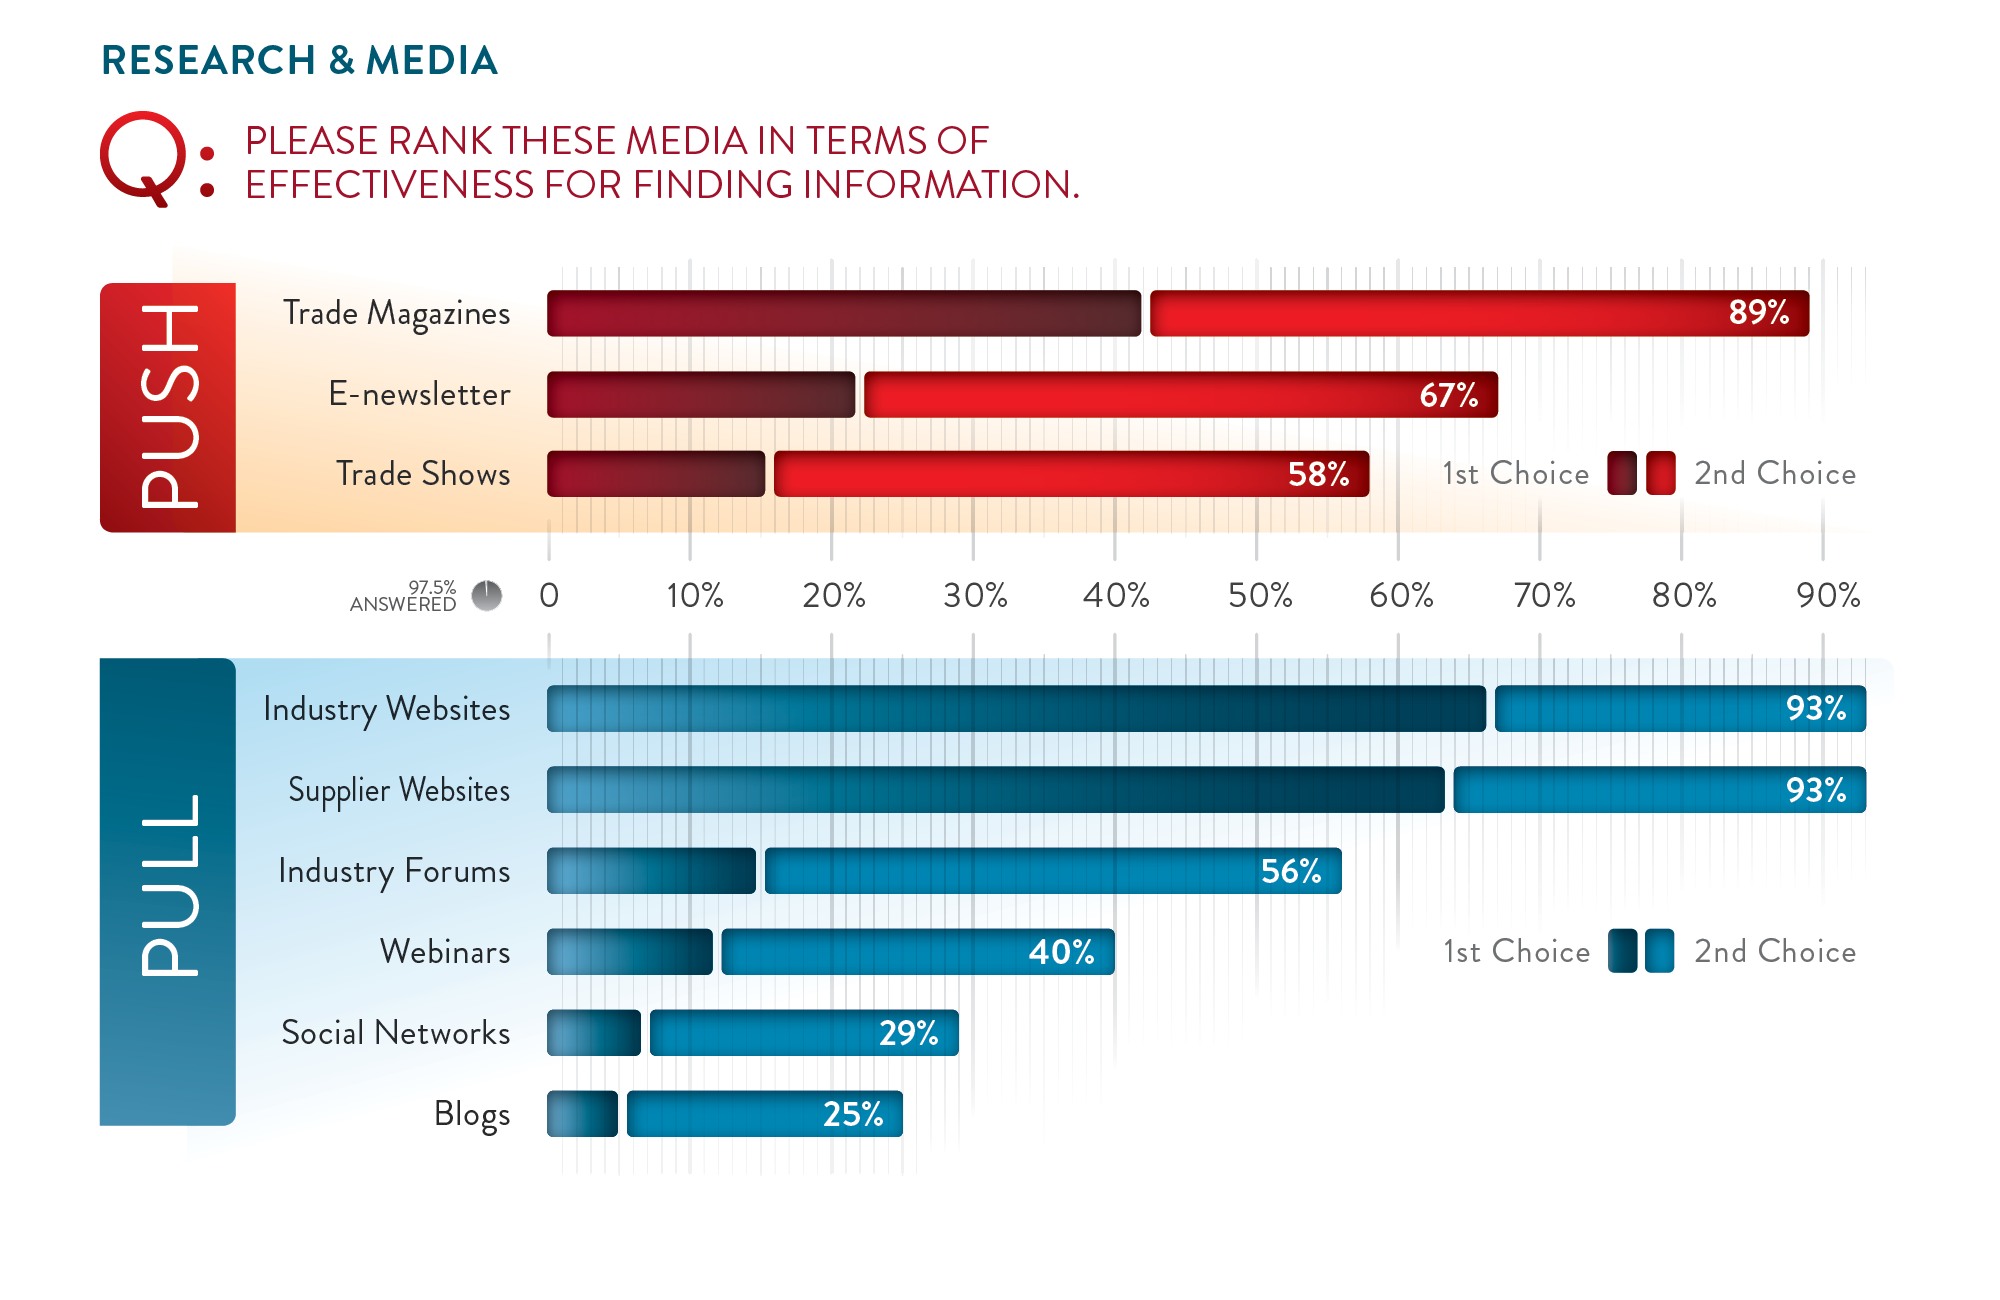 RESEARCH & MEDIA
Q: PLEASE RANK THESE MEDIA IN TERMS OF
EFFECTIVENESS FOR FINDING INFORMATION.
PUSH
Trade Magazines 89%
E-newsletter 67%
Trade Shows 58%
1st Choice 2nd Choice
97.5%
ANSWERED
0 10% 20% 30% 40% 50% 60% 70% 80% 90%
PULL
Industry Websites 93%
Supplier Websites 93%
Industry Forums 56%
Webinars 40%
1st Choice 2nd Choice
Social Networks 29%
Blogs 25%